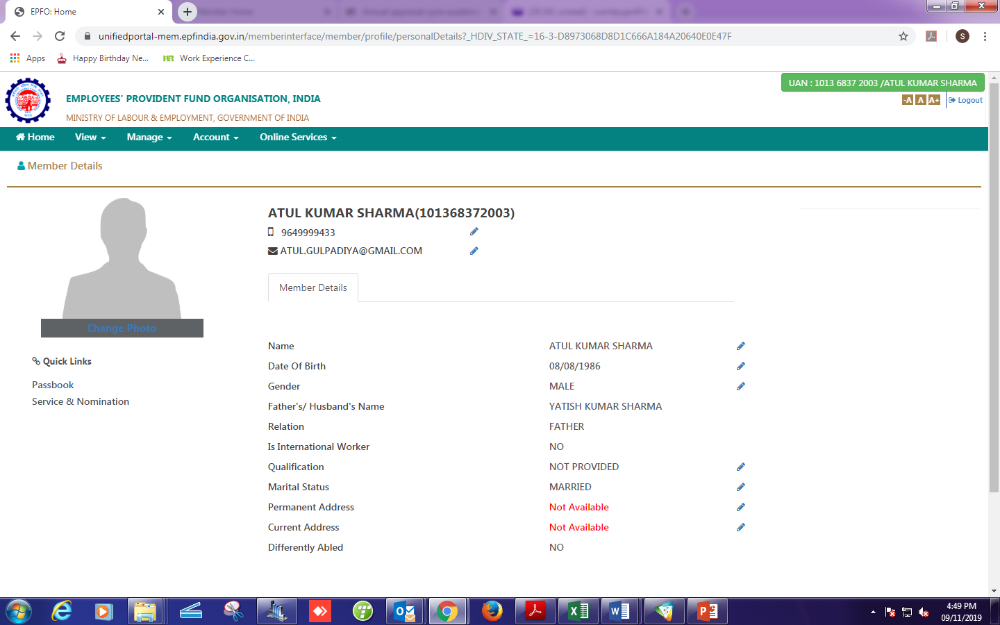 EPFO: Home
unifiedportal-mem.epfindia.gov.in/memberinterface/member/profile/personalDetails?_HDIV_STATE_=16-3-D8973068D8D1C666A184A20640E0E47F
S
Apps
Happy Birthday Ne...
HR
Work Experience C...
UAN : 1013 6837 2003 /ATUL KUMAR SHARMA
EMPLOYEES' PROVIDENT FUND ORGANISATION, INDIA
-A A A+ Logout
MINISTRY OF LABOUR & EMPLOYMENT, GOVERNMENT OF INDIA
Home View Manage Account Online Services
Member Details
ATUL KUMAR SHARMA(101368372003)
9649999433
ATUL.GULPADIYA@GMAIL.COM
Member Details
Change Photo
Quick Links
Passbook
Service & Nomination
Name ATUL KUMAR SHARMA
Date Of Birth 08/08/1986
Gender MALE
Father's/ Husband's Name YATISH KUMAR SHARMA
Relation FATHER
Is International Worker NO
Qualification NOT PROVIDED
Marital Status MARRIED
Permanent Address Not Available
Current Address Not Available
Differently Abled NO
4:49 PM
09/11/2019